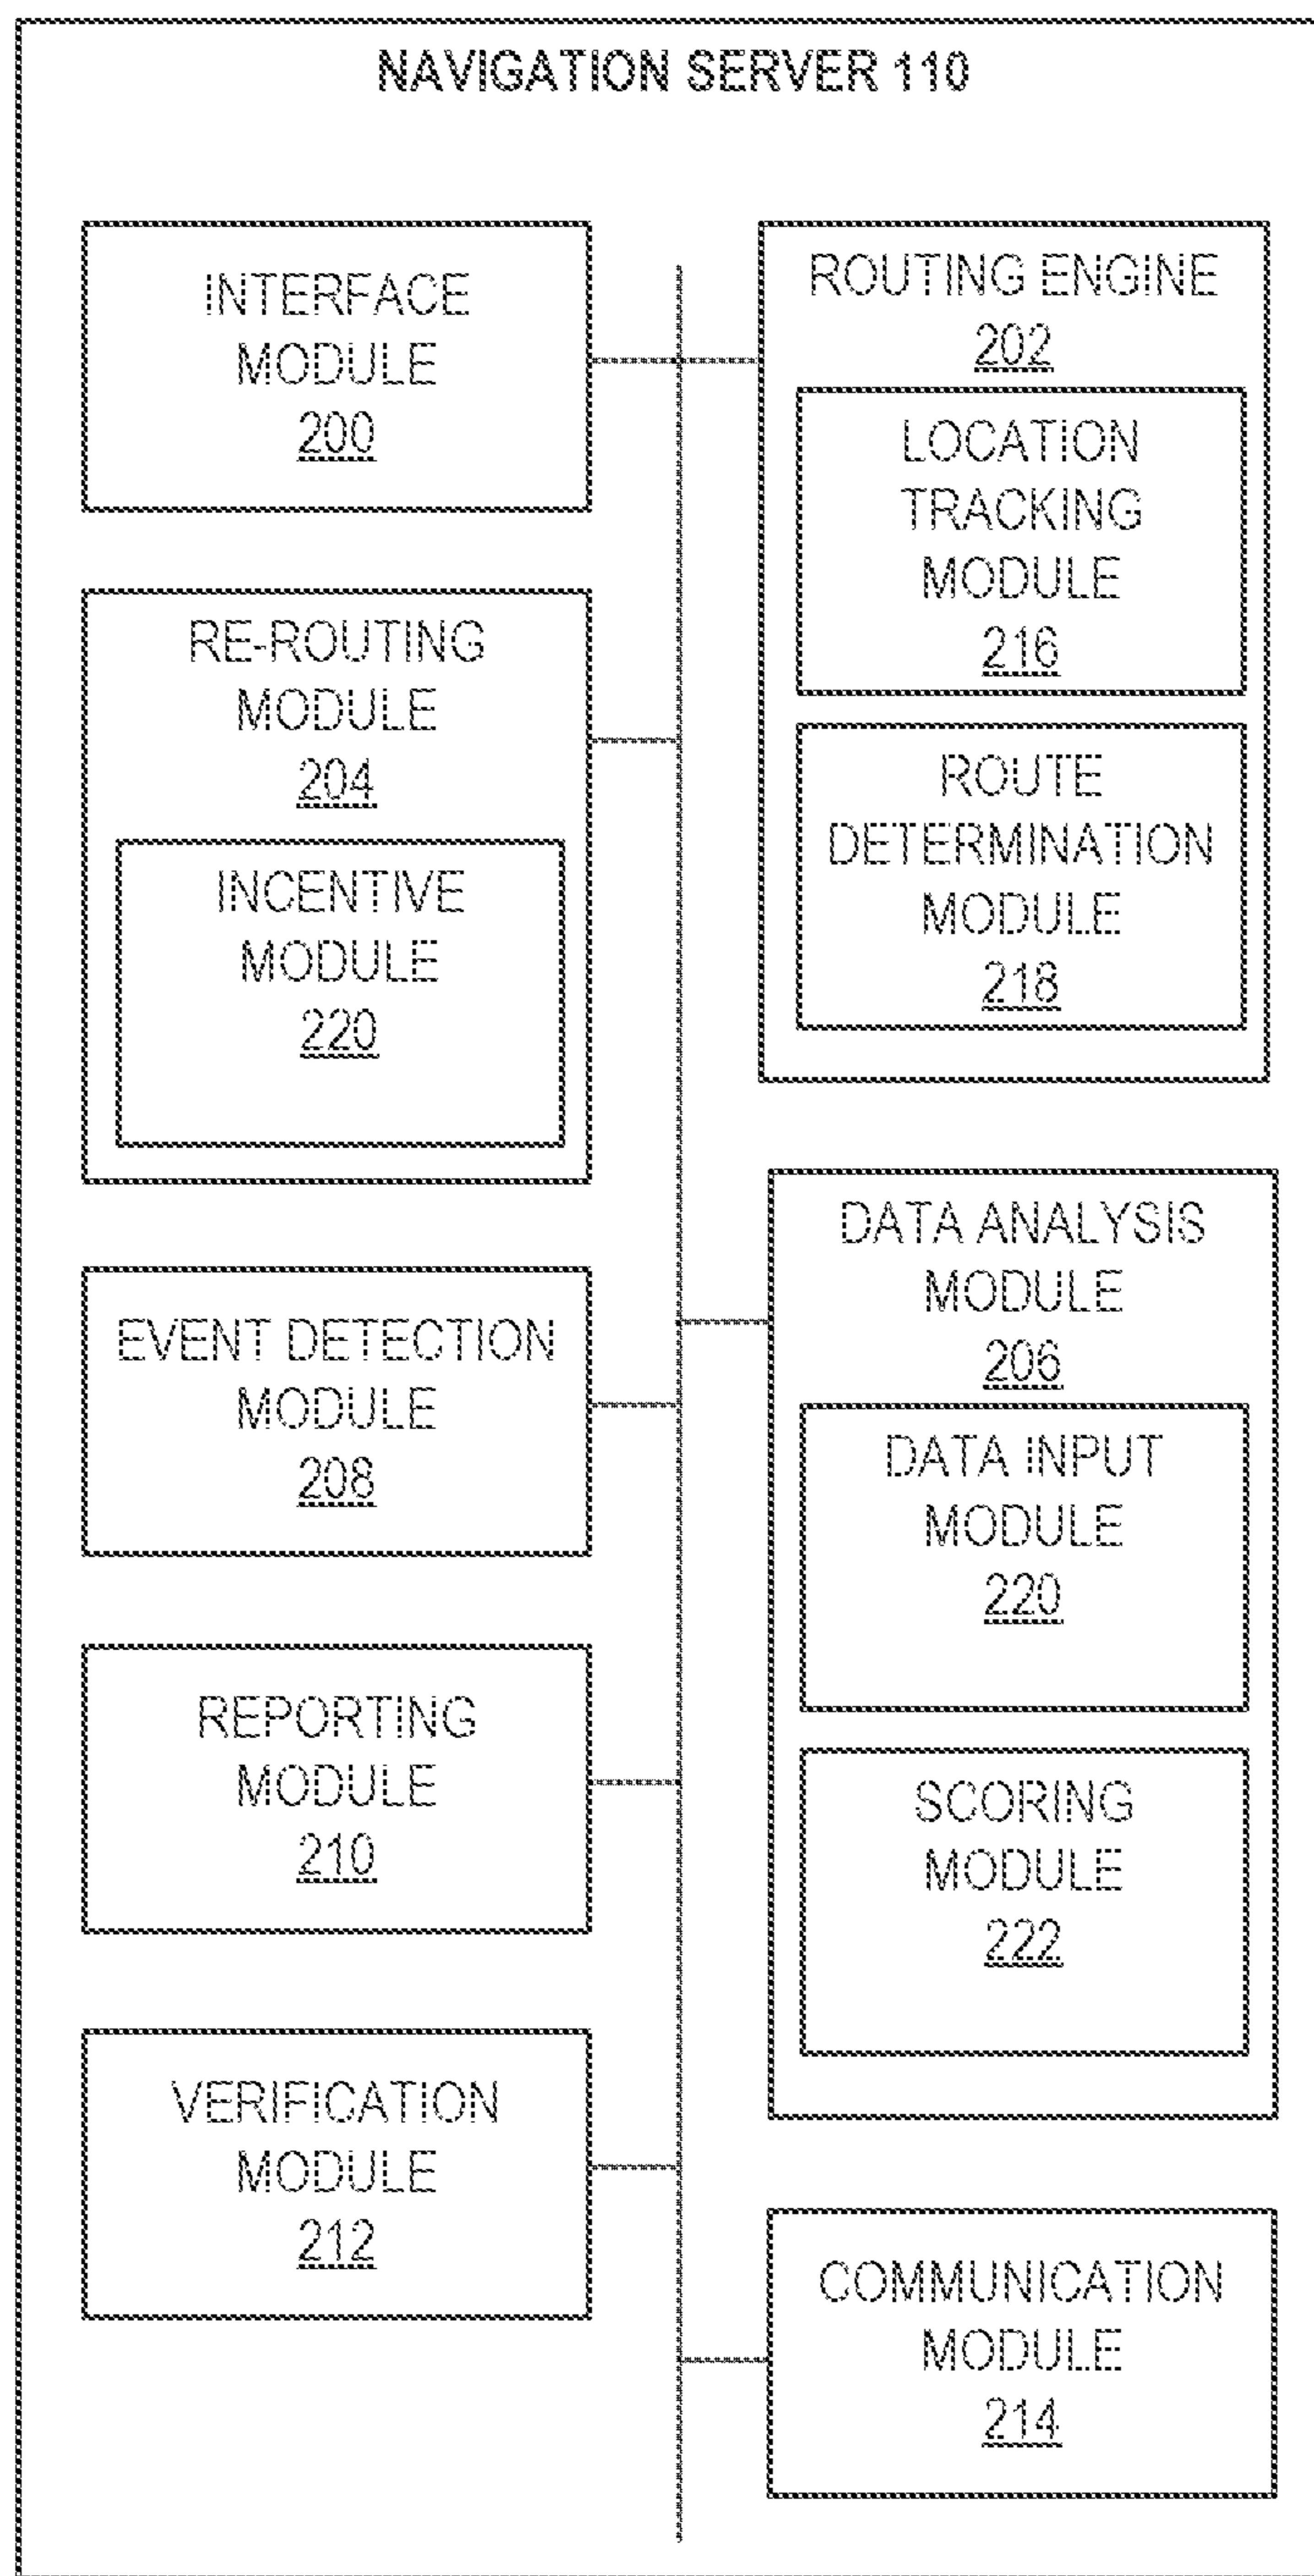 NAVIGATION SERVER 110
INTERFACE
MODULE
200
ROUTING ENGINE
202
LOCATION
TRACKING
MODULE
216
ROUTE
DETERMINATION
MODULE
218
RE-ROUTING
MODULE
204
INCENTIVE
MODULE
220
EVENT DETECTION
MODULE
208
DATA ANALYSIS
MODULE
206
DATA INPUT
MODULE
220
SCORING
MODULE
222
REPORTING
MODULE
210
VERIFICATION
MODULE
212
COMMUNICATION
MODULE
214